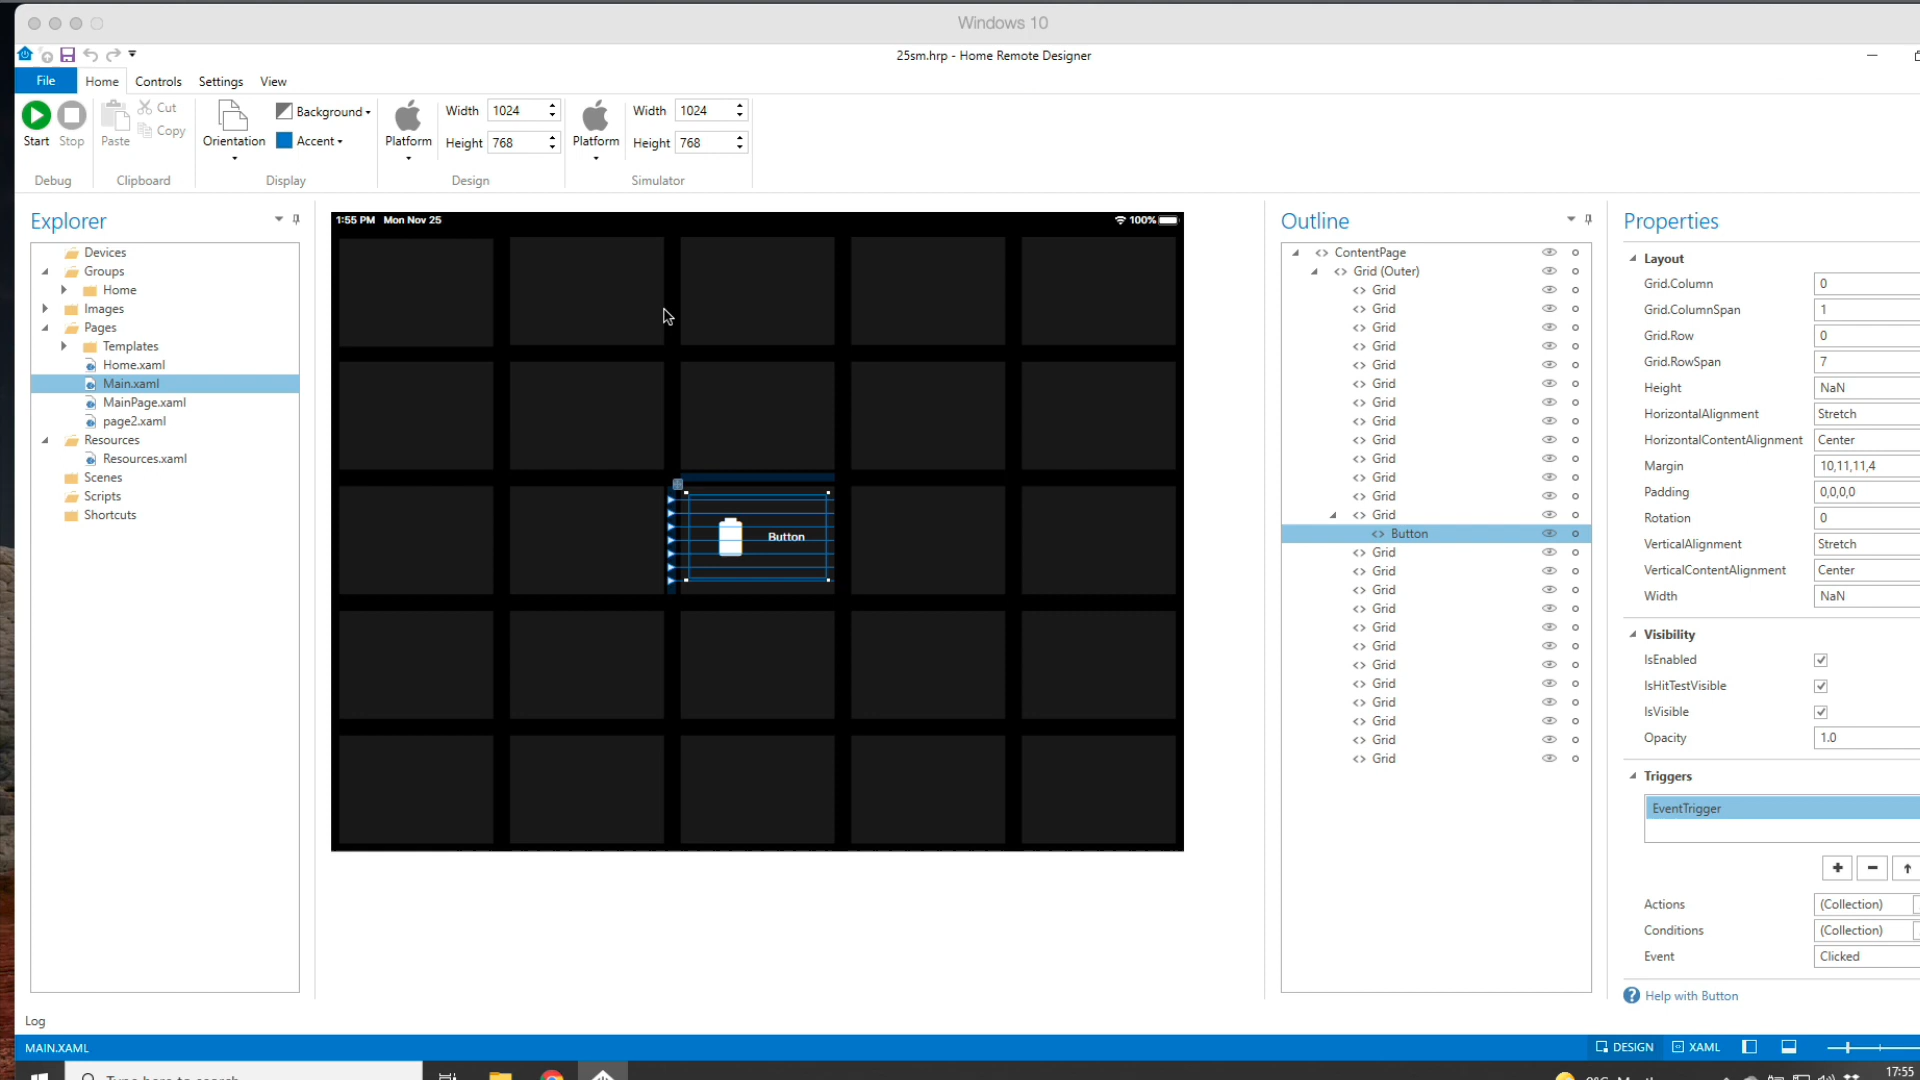 Windows 10
25sm.hrp - Home Remote Designer
File Home Controls Settings View
Start Stop Paste Cut Copy Orientation Background Accent Platform Width 1024 Height 768 Platform Width 1024 Height 768
Debug Clipboard Display Design Simulator
Explorer
Devices
Groups
Home
Images
Pages
Templates
Home.xaml
Main.xaml
MainPage.xaml
page2.xaml
Resources
Resources.xaml
Scenes
Scripts
Shortcuts
1:55 PM Mon Nov 25 100%
Button
Outline
ContentPage
Grid (Outer)
Grid
Grid
Grid
Grid
Grid
Grid
Grid
Grid
Grid
Grid
Grid
Grid
Grid
Button
Grid
Grid
Grid
Grid
Grid
Grid
Grid
Grid
Grid
Grid
Grid
Grid
Properties
Layout
Grid.Column 0
Grid.ColumnSpan 1
Grid.Row 0
Grid.RowSpan 7
Height NaN
HorizontalAlignment Stretch
HorizontalContentAlignment Center
Margin 10,11,11,4
Padding 0,0,0,0
Rotation 0
VerticalAlignment Stretch
VerticalContentAlignment Center
Width NaN
Visibility
IsEnabled
IsHitTestVisible
IsVisible
Opacity 1.0
Triggers
EventTrigger
Actions (Collection)
Conditions (Collection)
Event Clicked
Help with Button
Log
MAIN.XAML DESIGN XAML
Type here to search
17:55